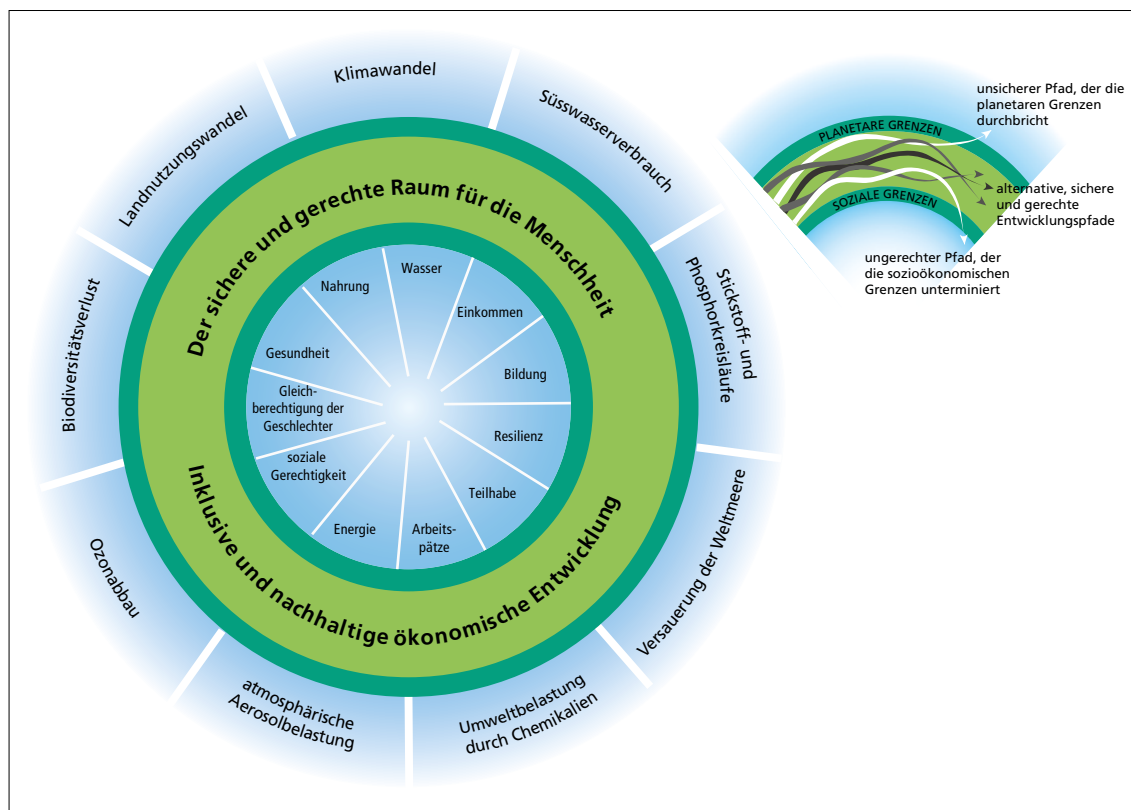 Klimawandel
Süsswasserverbrauch
Stickstoff- und
Phosphorkreisläufe
Versauerung der Weltmeere
Umweltbelastung
durch Chemikalien
atmosphärische
Aerosolbelastung
Ozonabbau
Biodiversitätsverlust
Landnutzungswandel
Der sichere und gerechte Raum für die Menschheit
Inklusive und nachhaltige ökonomische Entwicklung
Wasser
Einkommen
Bildung
Resilienz
Teilhabe
Arbeits-
pätze
Energie
soziale
Gerechtigkeit
Gleich-
berechtigung der
Geschlechter
Gesundheit
Nahrung
PLANETARE GRENZEN
SOZIALE GRENZEN
unsicherer Pfad, der die
planetaren Grenzen
durchbricht
alternative, sichere
und gerechte
Entwicklungspfade
ungerechter Pfad, der
die sozioökonomischen
Grenzen unterminiert